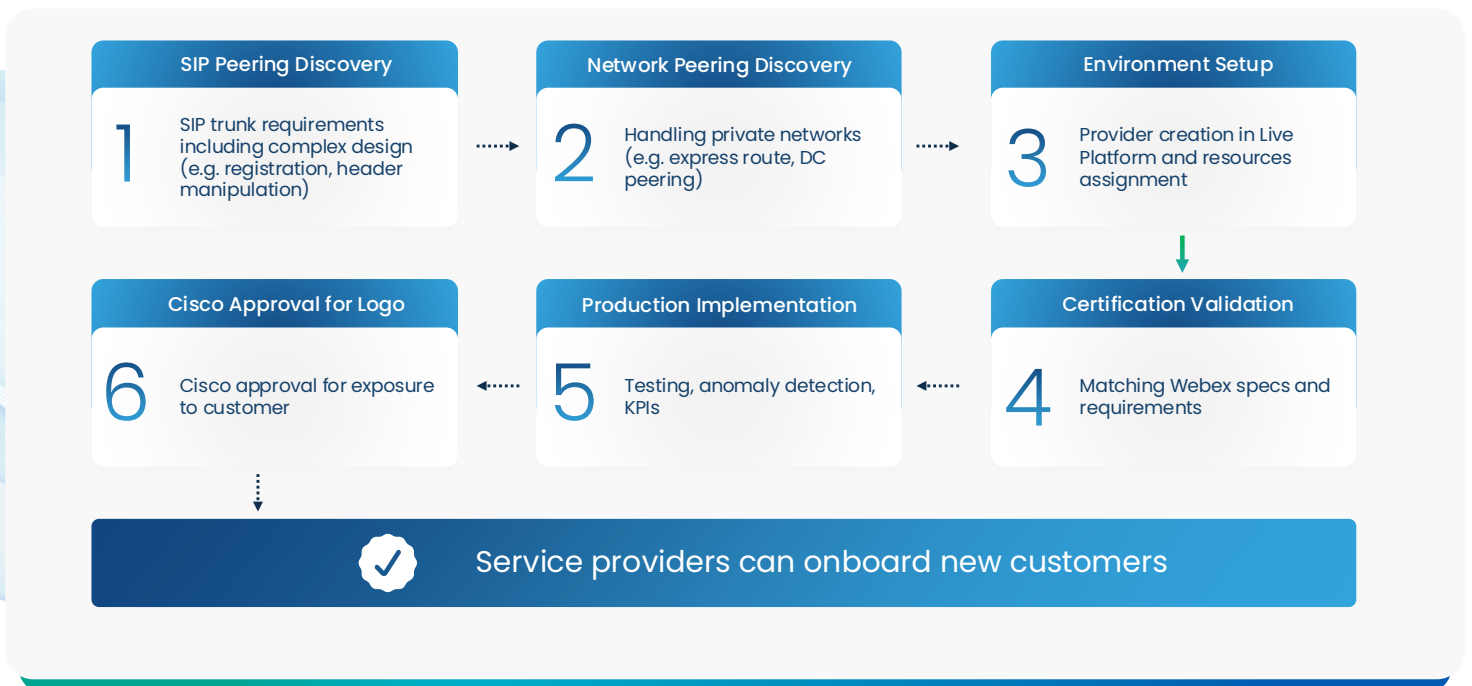 SIP Peering Discovery
1
SIP trunk requirements
including complex design
(e.g. registration, header
manipulation)
Network Peering Discovery
2
Handling private networks
(e.g. express route, DC
peering)
Environment Setup
3
Provider creation in Live
Platform and resources
assignment
Certification Validation
4
Matching Webex specs and
requirements
Production Implementation
5
Testing, anomaly detection,
KPIs
Cisco Approval for Logo
6
Cisco approval for exposure
to customer
Service providers can onboard new customers